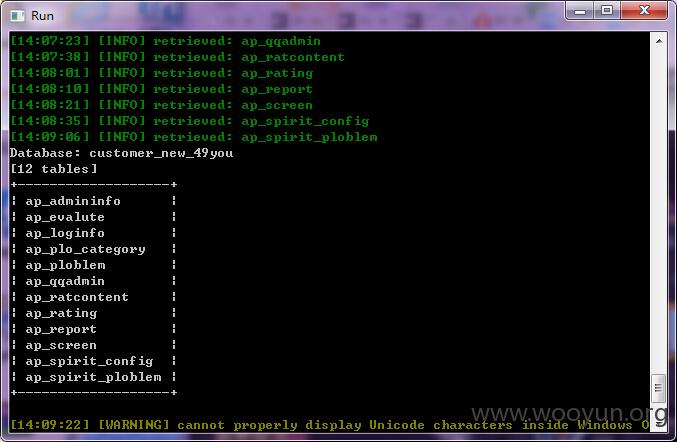 Run
[14:07:23] [INFO] retrieved: ap_qqadmin
[14:07:38] [INFO] retrieved: ap_ratcontent
[14:08:01] [INFO] retrieved: ap_rating
[14:08:10] [INFO] retrieved: ap_report
[14:08:21] [INFO] retrieved: ap_screen
[14:08:35] [INFO] retrieved: ap_spirit_config
[14:09:06] [INFO] retrieved: ap_spirit_ploblem
Database: customer_new_49you
[12 tables]
+--------------------+
| ap_admininfo       |
| ap_evalute         |
| ap_loginfo         |
| ap_plo_category    |
| ap_ploblem         |
| ap_qqadmin         |
| ap_ratcontent      |
| ap_rating          |
| ap_report          |
| ap_screen          |
| ap_spirit_config   |
| ap_spirit_ploblem  |
+--------------------+
www.wooyun.org
[14:09:22] [WARNING] cannot properly display Unicode characters inside Windows O